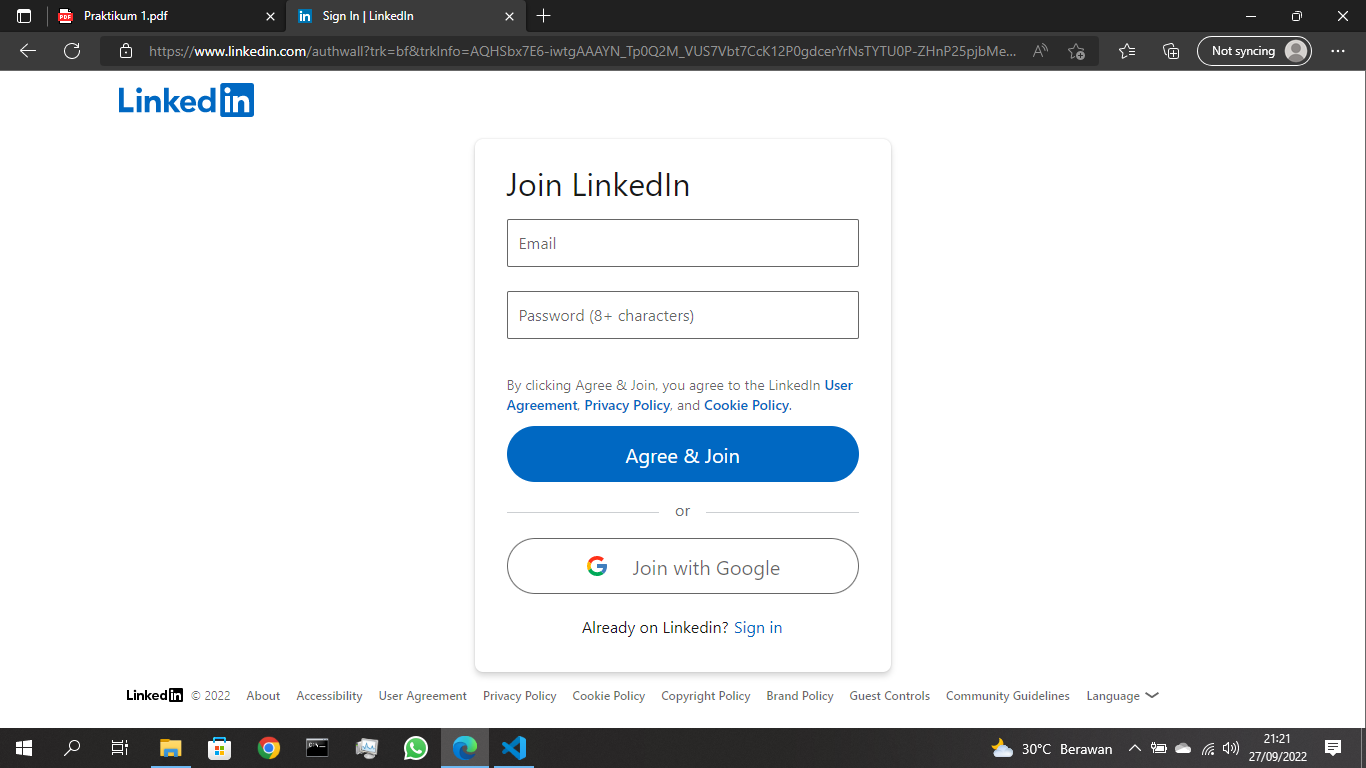 Praktikum 1.pdf
Sign In | LinkedIn
https://www.linkedin.com/authwall?trk=bf&trkInfo=AQHSbx7E6-iwtgAAAYN_Tp0Q2M_VUS7Vbt7CcK12P0gdcerYrNsTYTU0P-ZHnP25pjbMe...
Not syncing
LinkedIn
Join LinkedIn
Email
Password (8+ characters)
By clicking Agree & Join, you agree to the LinkedIn User
Agreement, Privacy Policy, and Cookie Policy.
Agree & Join
or
Join with Google
Already on Linkedin? Sign in
LinkedIn © 2022 About Accessibility User Agreement Privacy Policy Cookie Policy Copyright Policy Brand Policy Guest Controls Community Guidelines Language
30°C Berawan
21:21
27/09/2022